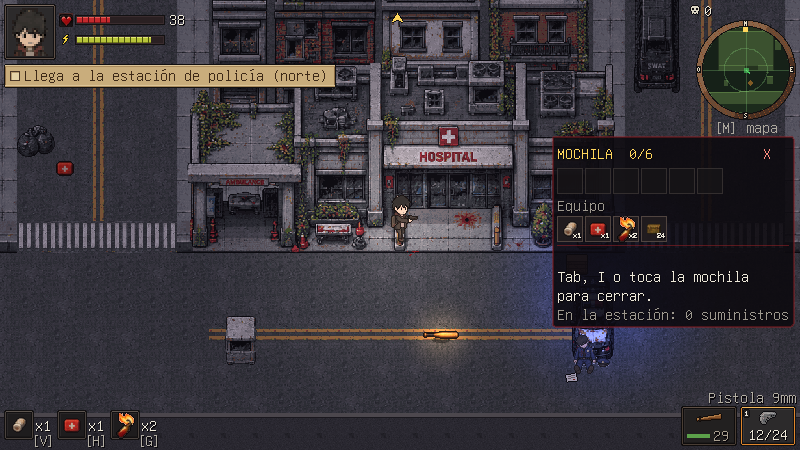 38
0
Llega a la estación de policía (norte)
SWAT
N
O
E
S
[M] mapa
HOSPITAL
AMBULANCE
MOCHILA 0/6
X
Equipo
x1
x1
x2
24
Tab, I o toca la mochila
para cerrar.
En la estación: 0 suministros
Pistola 9mm
x1
[V]
x1
[H]
x2
[G]
29
1
12/24